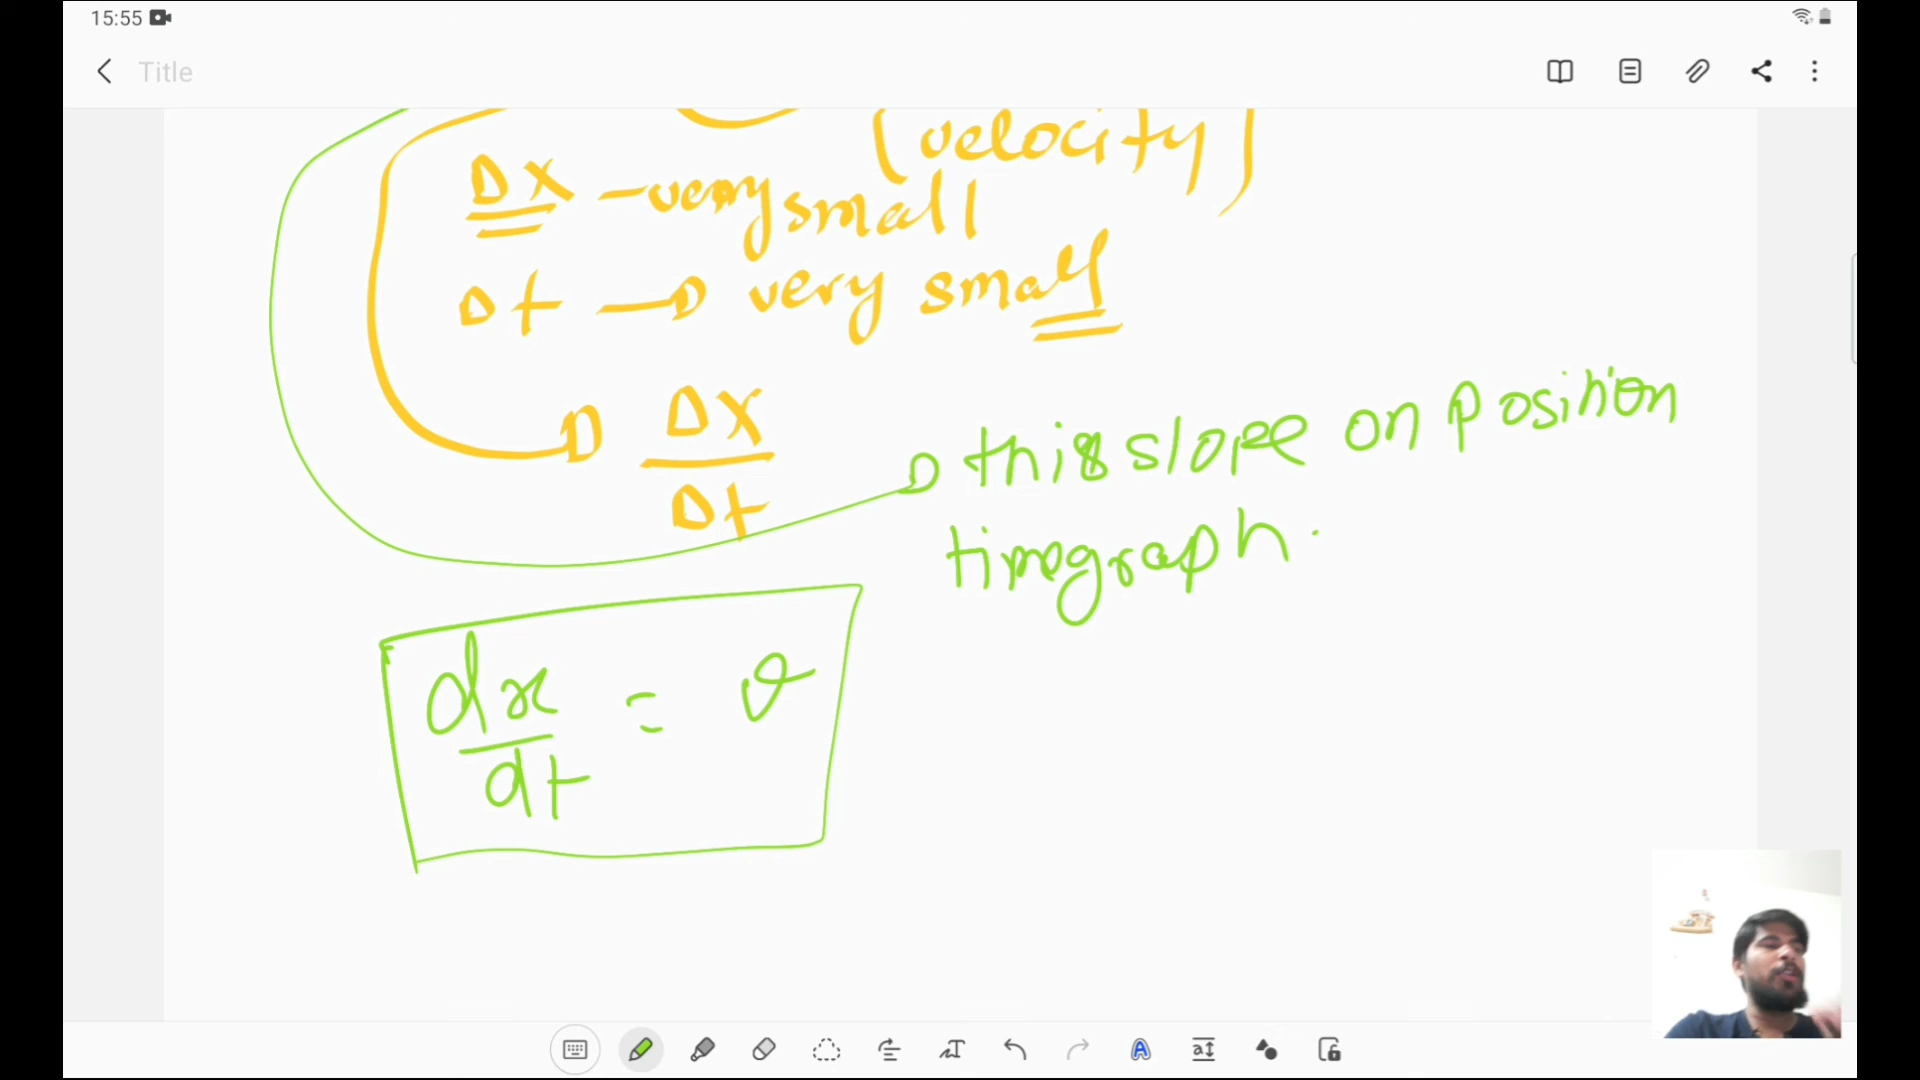 15:55
Title
(velocity)
Δx - very small
Δt → very small
Δx
Δt
this slope on position
time graph.
dx
dt
= v